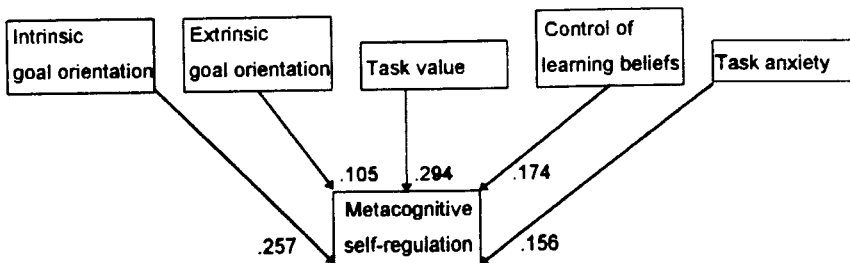 Intrinsic
goal orientation
Extrinsic
goal orientation
Task value
Control of
learning beliefs
Task anxiety
.105
.294
.174
Metacognitive
self-regulation
.257
.156